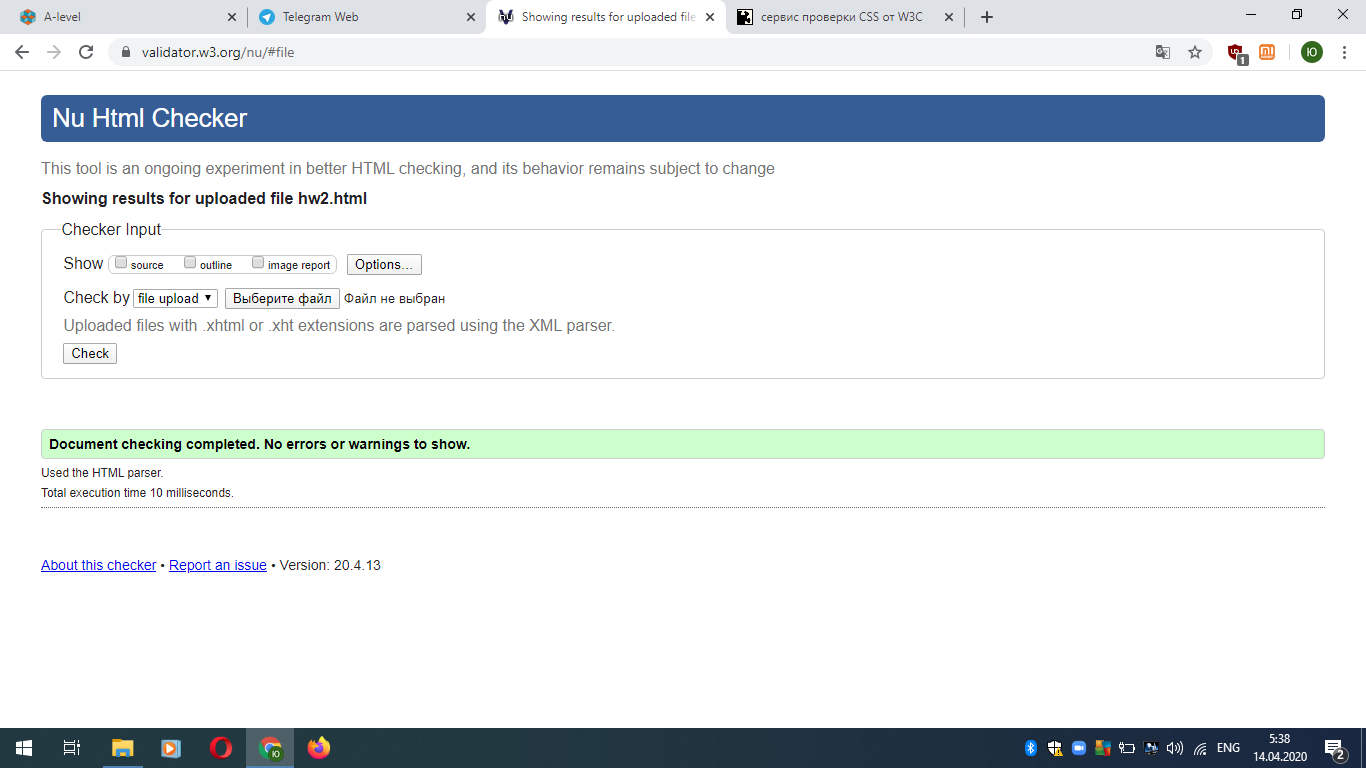 A-level
Telegram Web
Showing results for uploaded file
сервис проверки CSS от W3C
validator.w3.org/nu/#file
1
Ю
Nu Html Checker
This tool is an ongoing experiment in better HTML checking, and its behavior remains subject to change
Showing results for uploaded file hw2.html
Checker Input
Show source outline image report Options...
Check by file upload Выберите файл Файл не выбран
Uploaded files with .xhtml or .xht extensions are parsed using the XML parser.
Check
Document checking completed. No errors or warnings to show.
Used the HTML parser.
Total execution time 10 milliseconds.
About this checker • Report an issue • Version: 20.4.13
Ю
ENG
5:38
14.04.2020
2